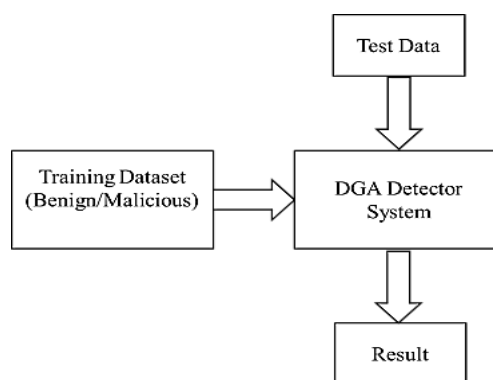 Test Data
Training Dataset
(Benign/Malicious)
DGA Detector
System
Result